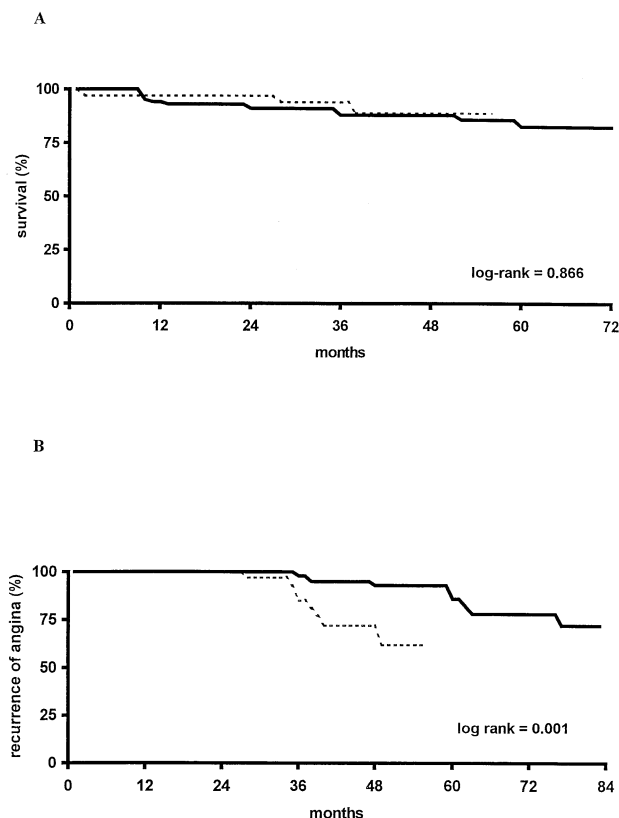 A
100
75
50
25
0
survival (%)
log-rank = 0.866
0 12 24 36 48 60 72
months
B
100
75
50
25
0
recurrence of angina (%)
log rank = 0.001
0 12 24 36 48 60 72 84
months